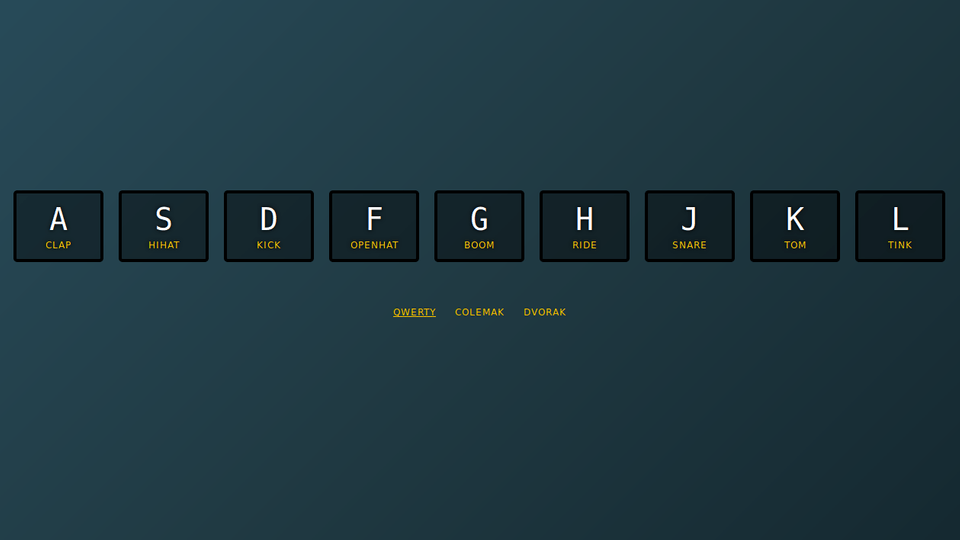 A S D F G H J K L
CLAP HIHAT KICK OPENHAT BOOM RIDE SNARE TOM TINK
QWERTY COLEMAK DVORAK